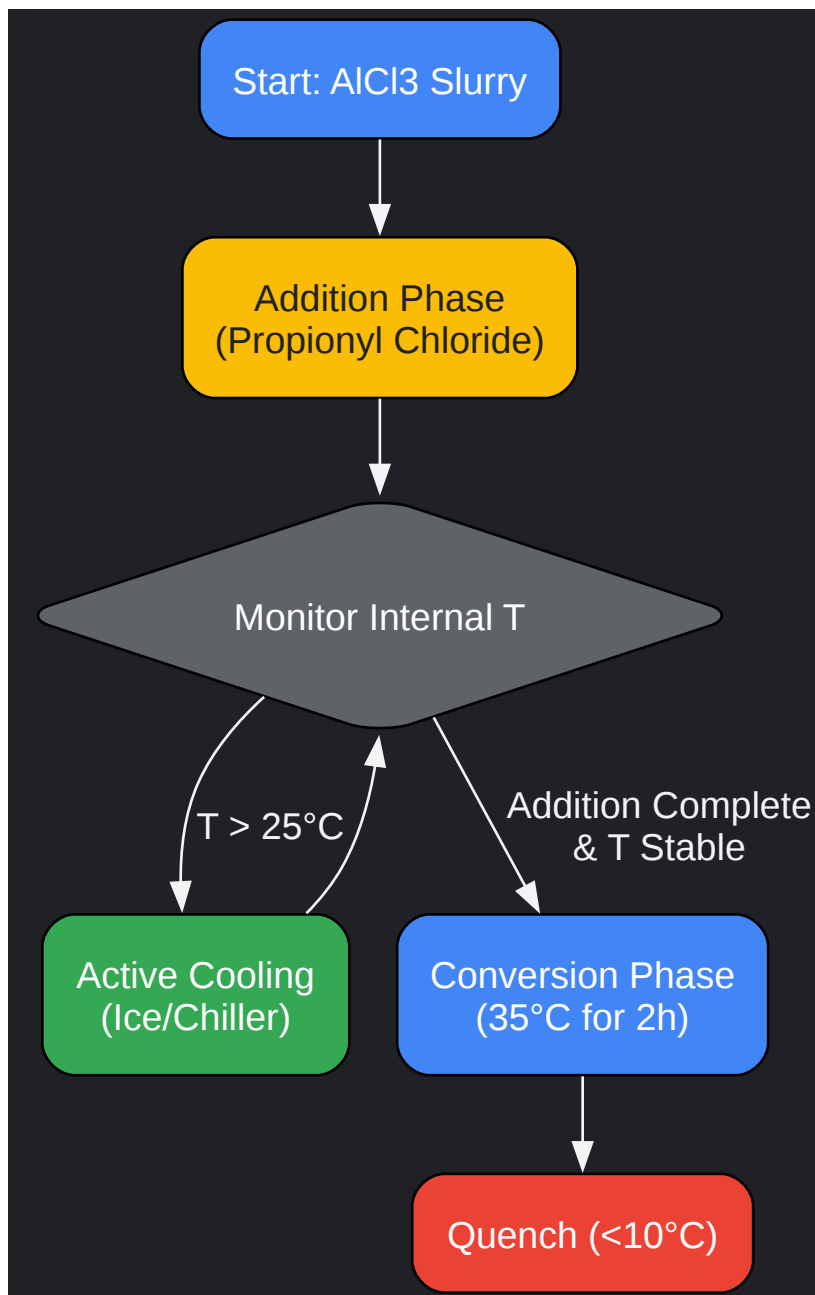 Start: AlCl3 Slurry
Addition Phase
(Propionyl Chloride)
Monitor Internal T
T > 25°C
Addition Complete
& T Stable
Active Cooling
(Ice/Chiller)
Conversion Phase
(35°C for 2h)
Quench (<10°C)